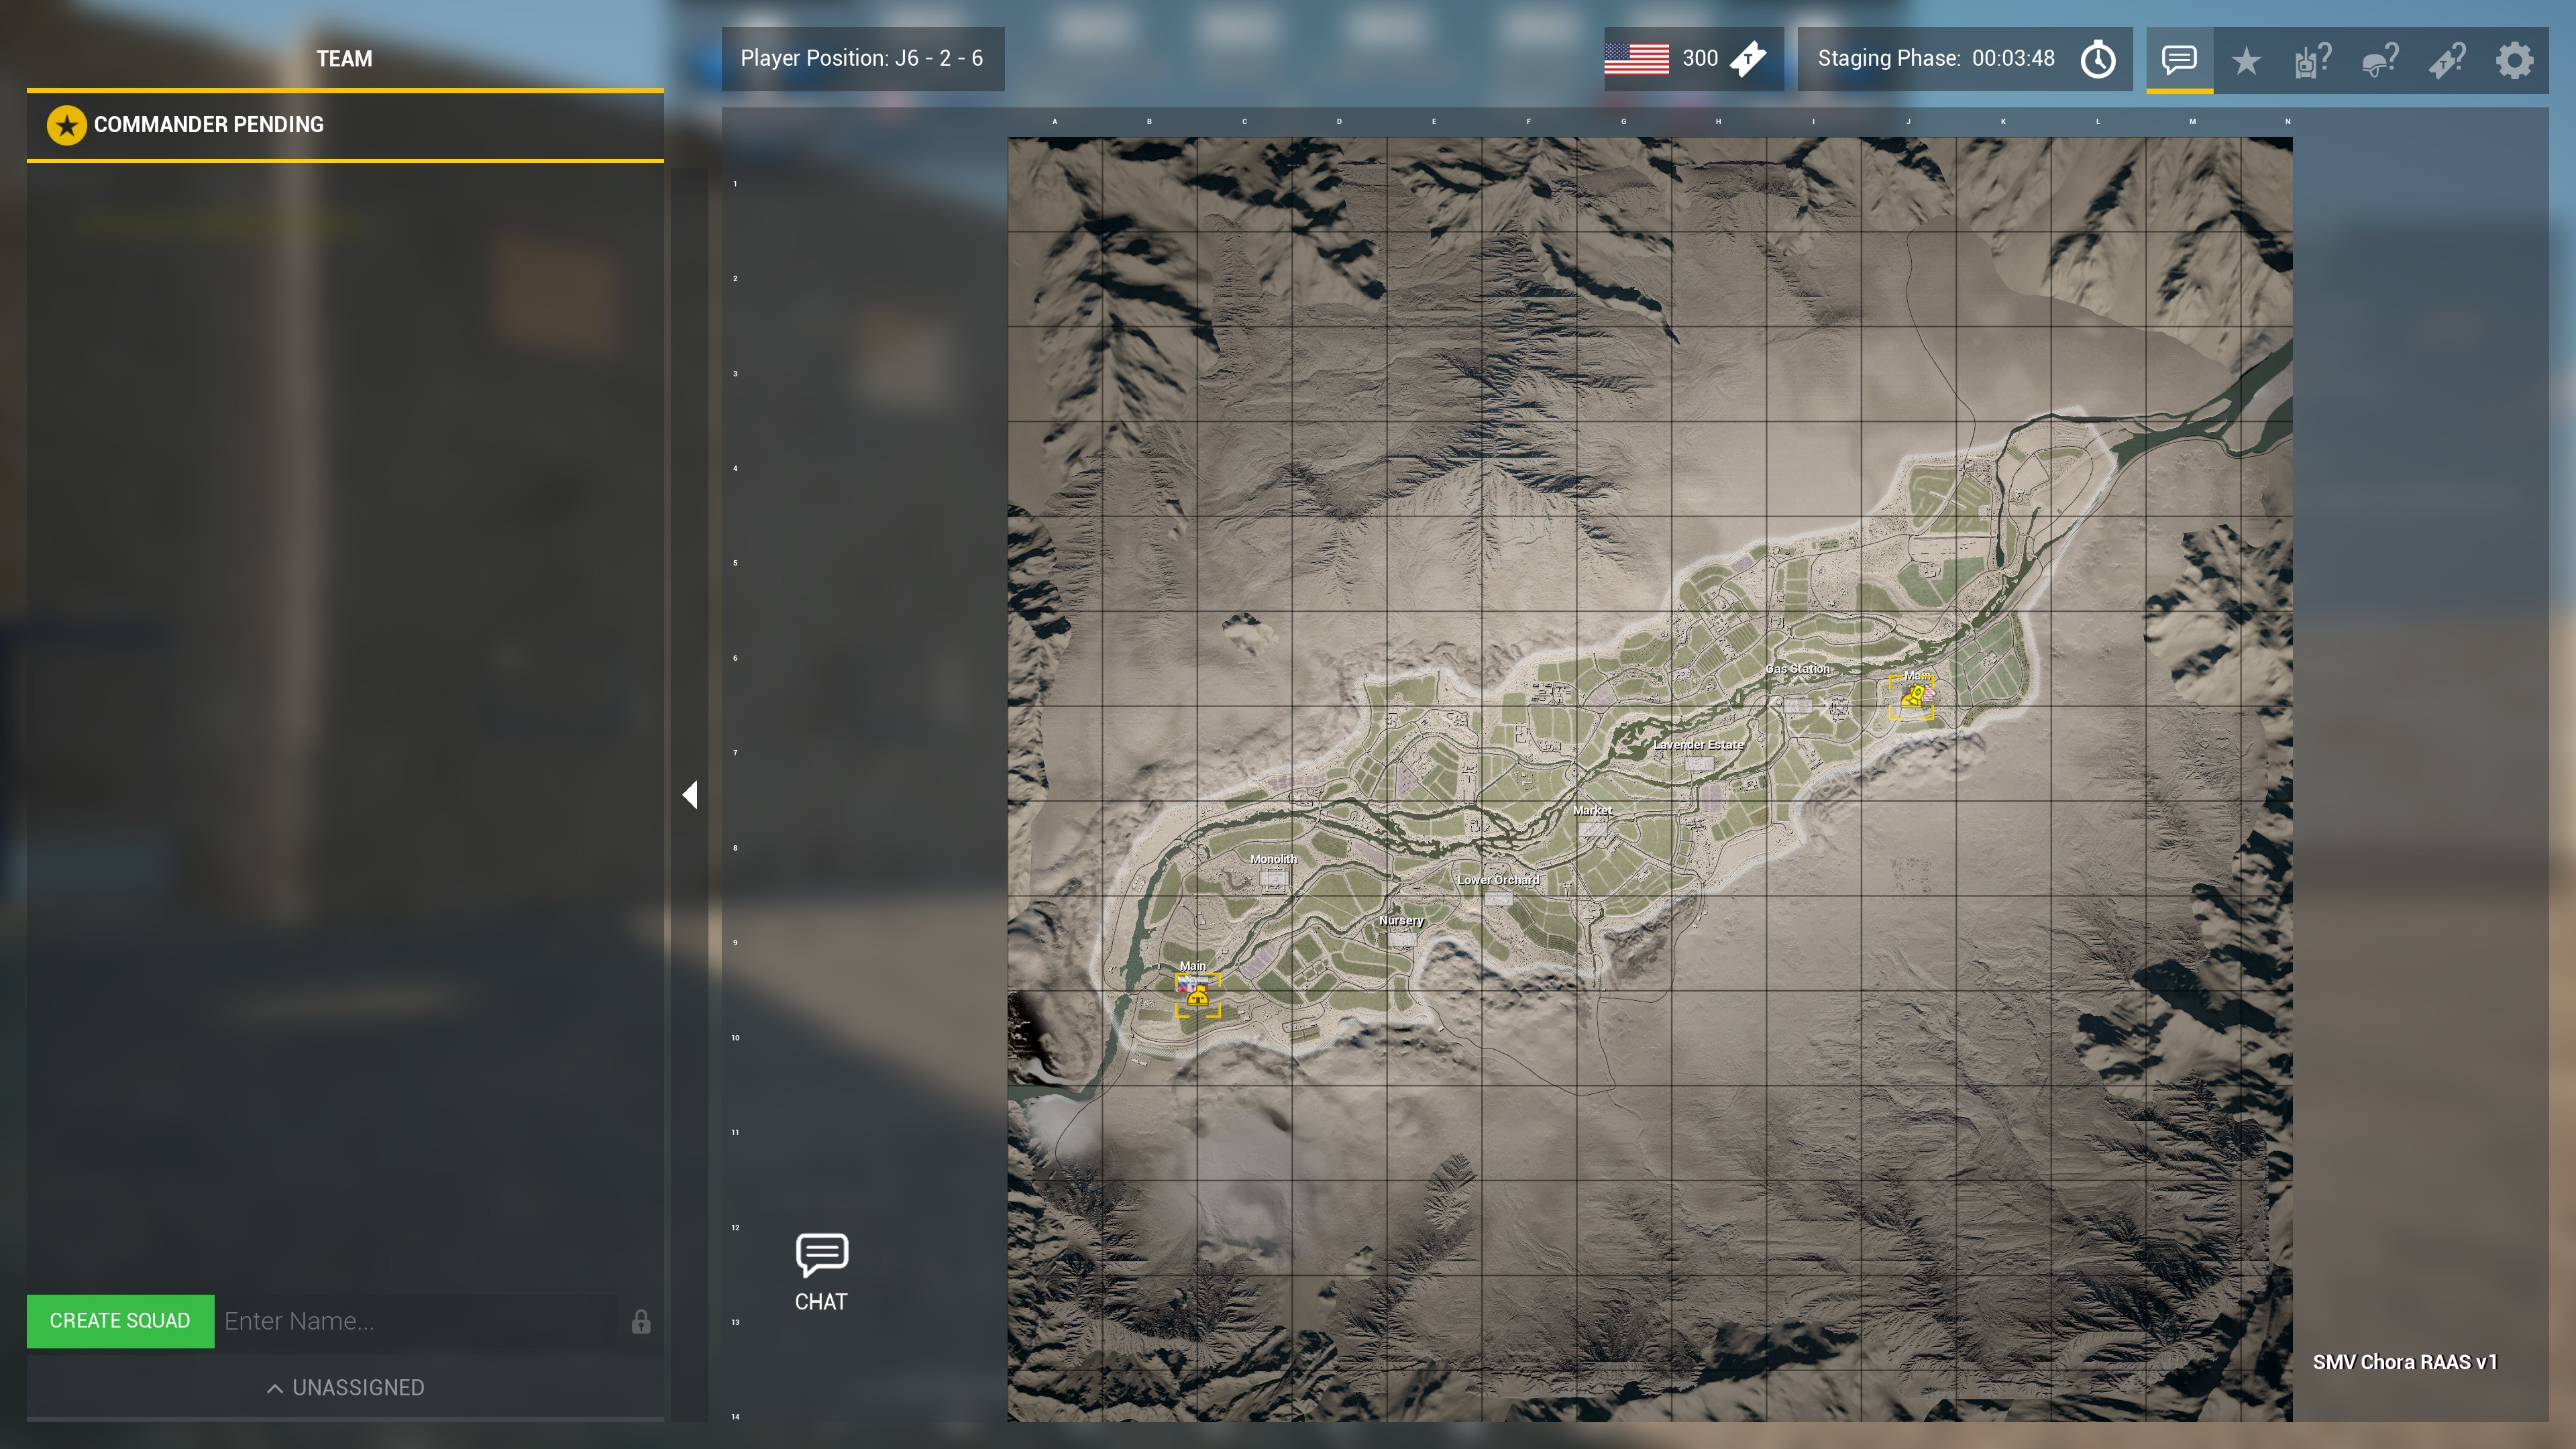 TEAM
Player Position: J6 - 2 - 6
300
T
Staging Phase: 00:03:48
?
?
T?
COMMANDER PENDING
A B C D E F G H I J K L M N
1
2
3
4
5
6
7
8
9
10
11
12
13
14
Gas Station
Main
Lavender Estate
Market
Monolith
Lower Orchard
Nursery
Main
CHAT
CREATE SQUAD
Enter Name...
UNASSIGNED
SMV Chora RAAS v1